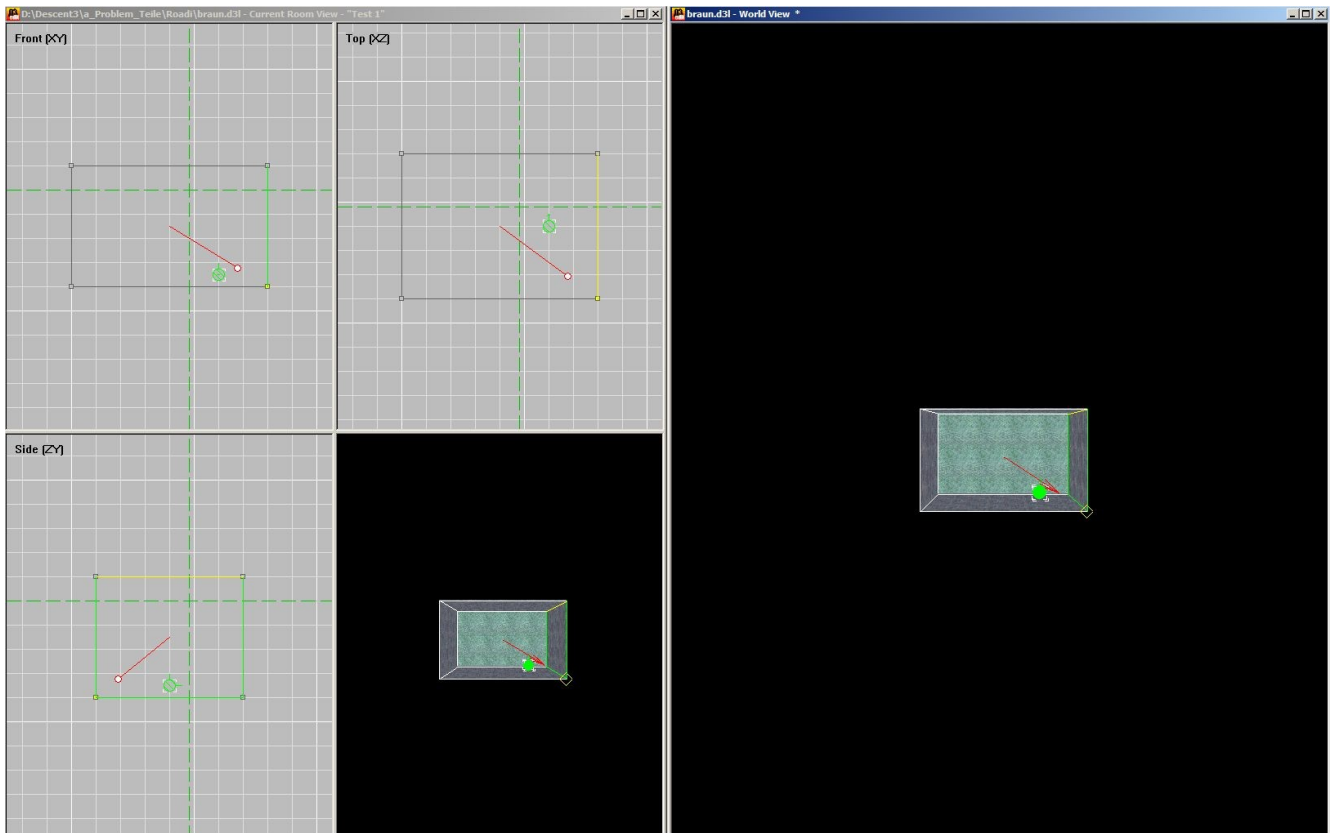 D:\Descent3\a_Problem_Teile\Roadi\braun.d3l - Current Room View - "Test 1"
braun.d3l - World View *
Front [XY]
Top [XZ]
Side [ZY]